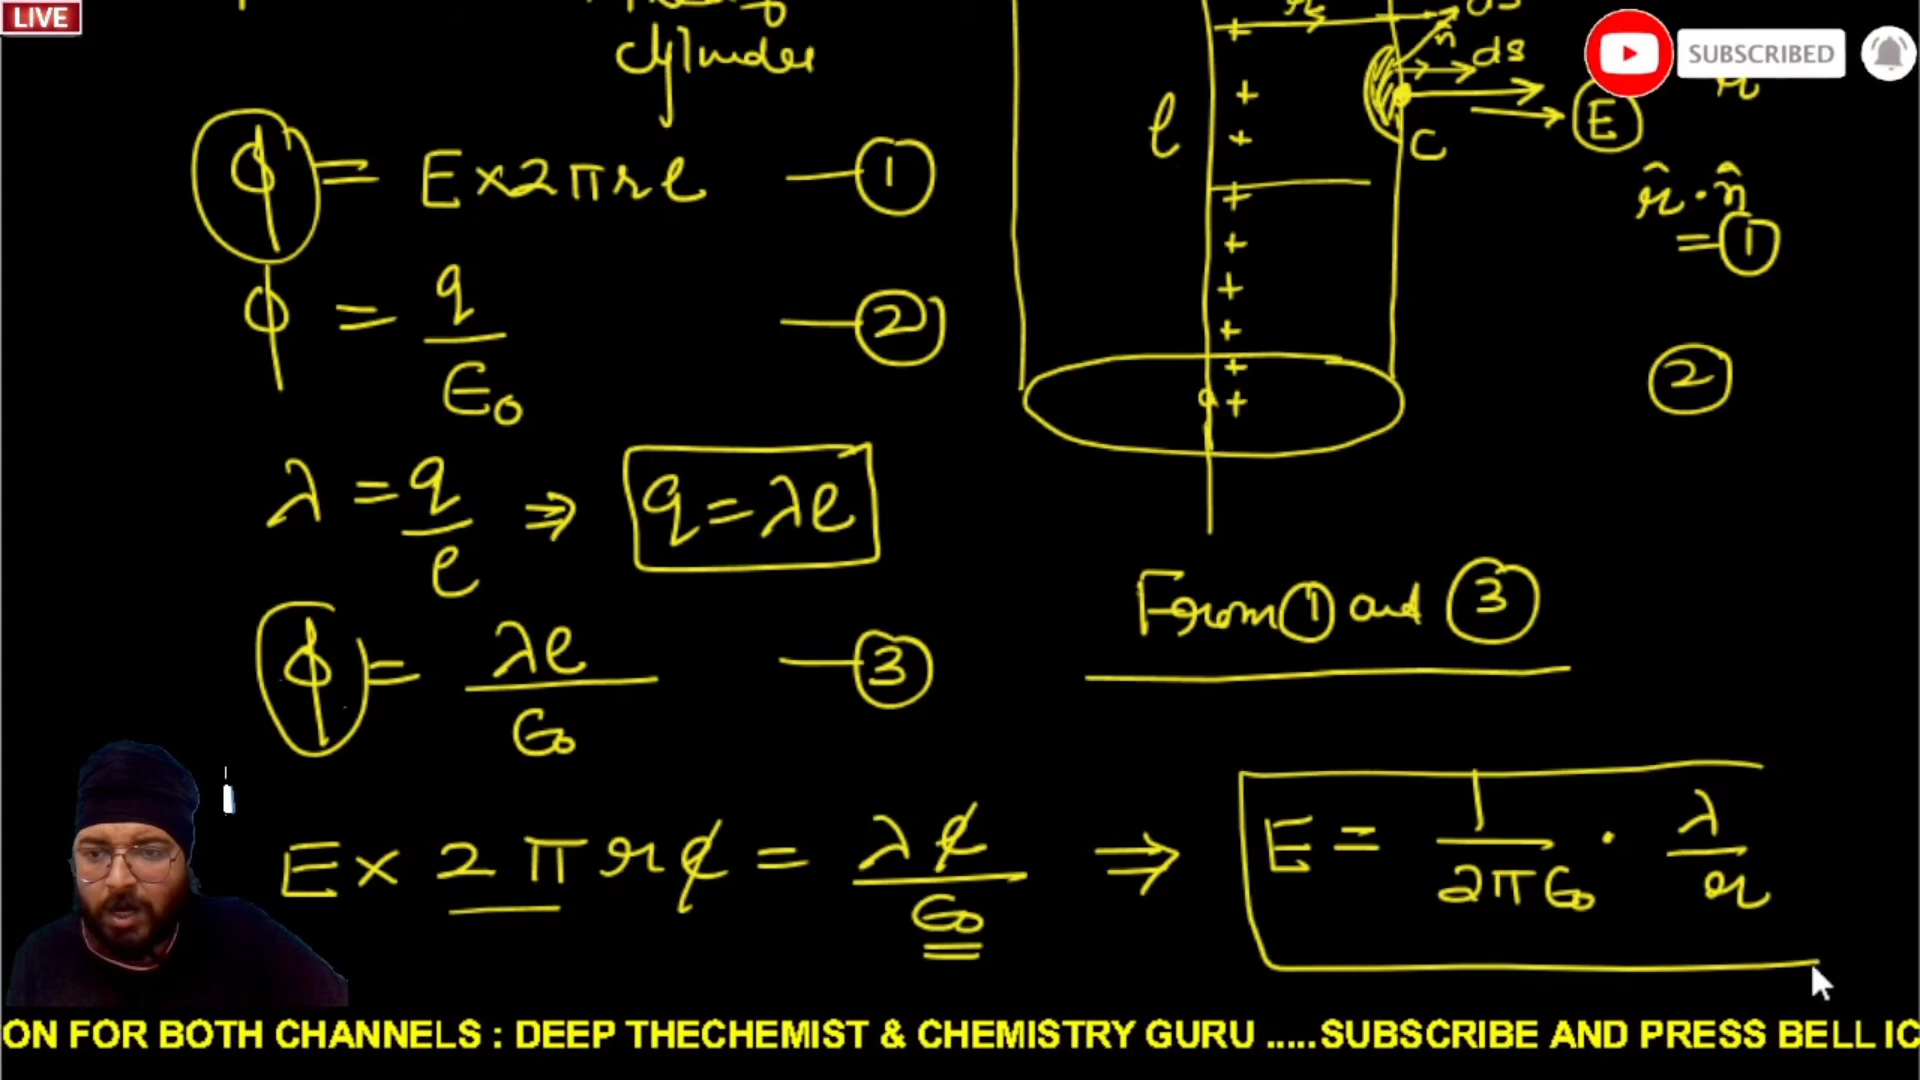 LIVE
cylinder
SUBSCRIBED
ds
n̂
ds
E
C
l
r̂ · n̂
= ①
②
ϕ = E × 2πrl — ①
ϕ = q/ϵ₀ — ②
λ = q/l ⇒ q = λl
From ① and ③
ϕ = λl/ϵ₀ — ③
E × 2πrl = λl/ϵ₀ ⇒ E = 1/2πϵ₀ · λ/r
ON FOR BOTH CHANNELS : DEEP THECHEMIST & CHEMISTRY GURU .....SUBSCRIBE AND PRESS BELL IC